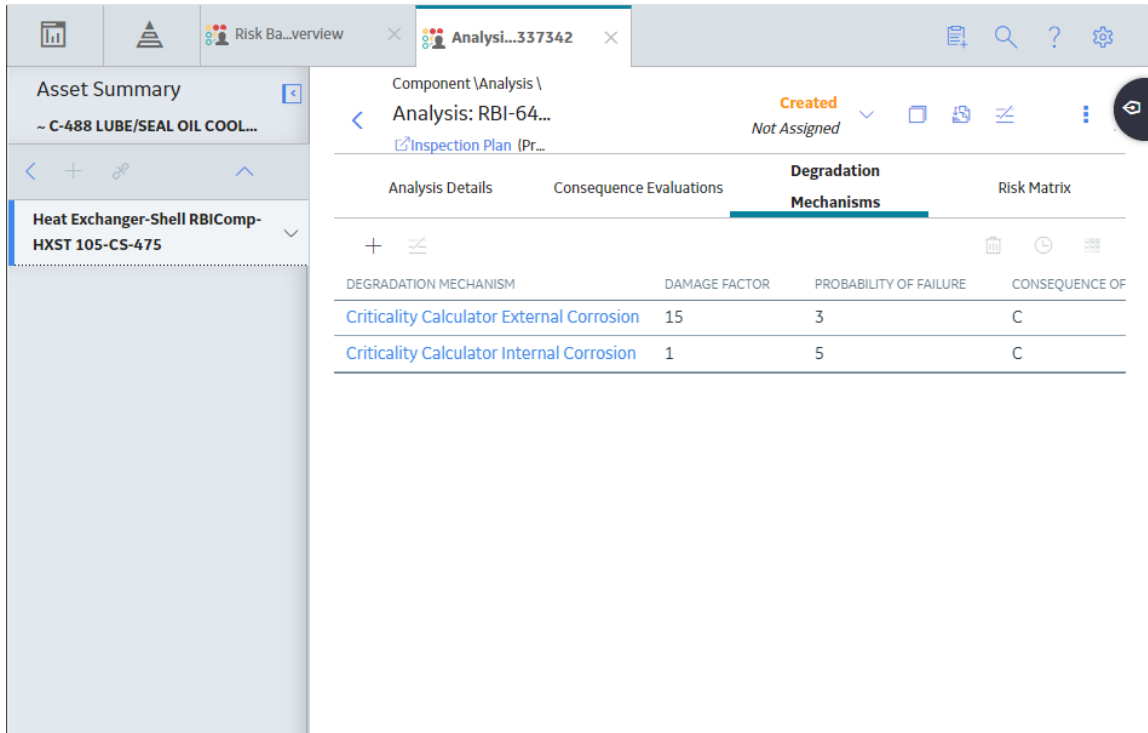 Risk Ba...verview
Analysi...337342
Asset Summary
~ C-488 LUBE/SEAL OIL COOL...
Heat Exchanger-Shell RBIComp-
HXST 105-CS-475
Component \Analysis \
Analysis: RBI-64...
Inspection Plan (Pr...
Created
Not Assigned
Analysis Details
Consequence Evaluations
Degradation
Mechanisms
Risk Matrix
DEGRADATION MECHANISM DAMAGE FACTOR PROBABILITY OF FAILURE CONSEQUENCE OF
Criticality Calculator External Corrosion 15 3 C
Criticality Calculator Internal Corrosion 1 5 C